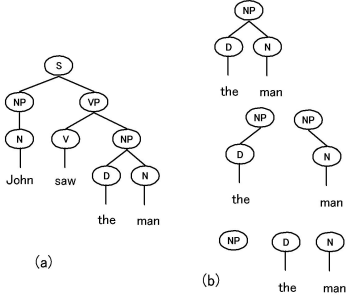 S
NP VP
N V NP
John saw D N
the man
(a)
NP
D N
the man
NP NP
D N
the man
NP D N
the man
(b)